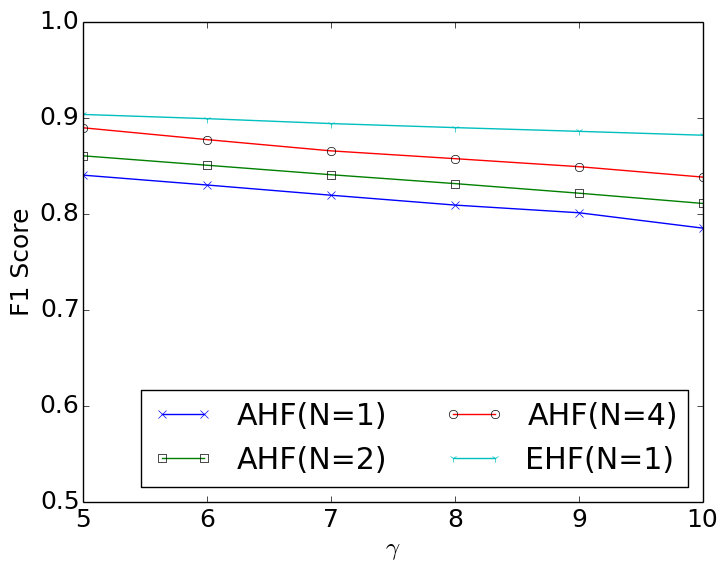 1.0
0.9
0.8
0.7
0.6
0.5
F1 Score
AHF(N=1)
AHF(N=2)
AHF(N=4)
EHF(N=1)
5 6 7 8 9 10
γ